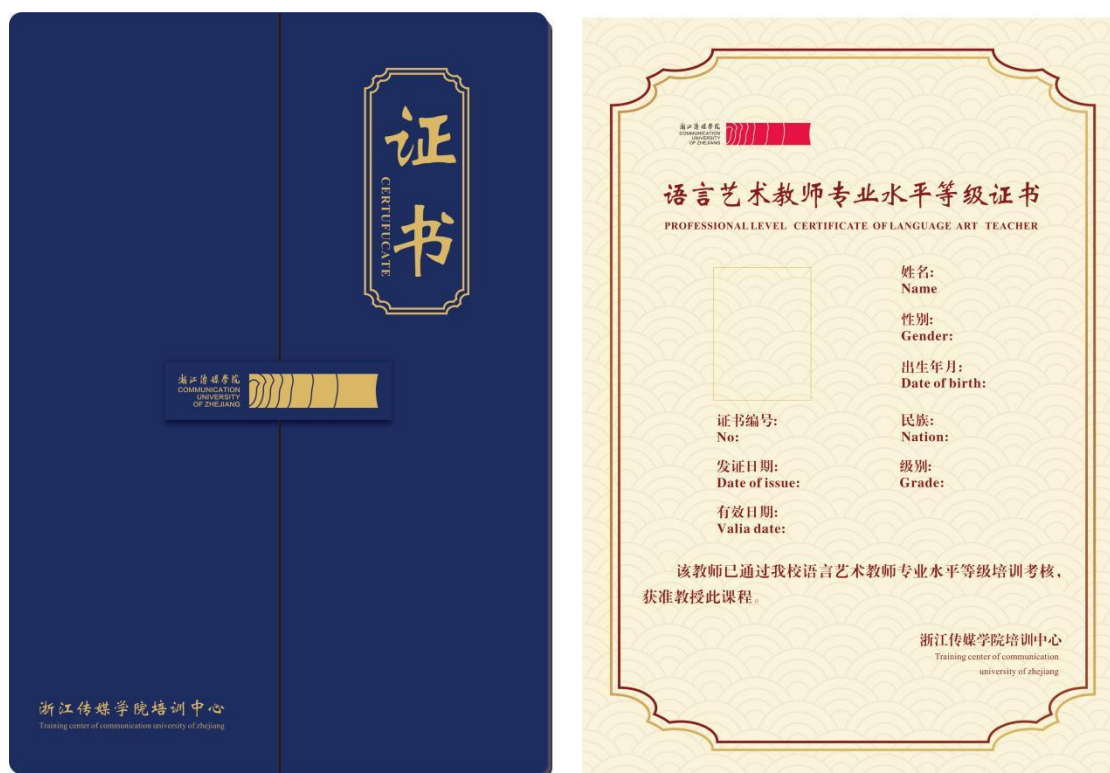 证书
CERTUFUCATE
浙江传媒学院
COMMUNICATION
UNIVERSITY
OF ZHEJIANG
浙江传媒学院培训中心
Training center of communication university of zhejiang
浙江传媒学院
COMMUNICATION
UNIVERSITY
OF ZHEJIANG
语言艺术教师专业水平等级证书
PROFESSIONAL LEVEL CERTIFICATE OF LANGUAGE ART TEACHER
姓名:
Name
性别:
Gender:
出生年月:
Date of birth:
证书编号:
No:
民族:
Nation:
发证日期:
Date of issue:
级别:
Grade:
有效日期:
Valia date:
该教师已通过我校语言艺术教师专业水平等级培训考核,
获准教授此课程。
浙江传媒学院培训中心
Training center of communication
university of zhejiang